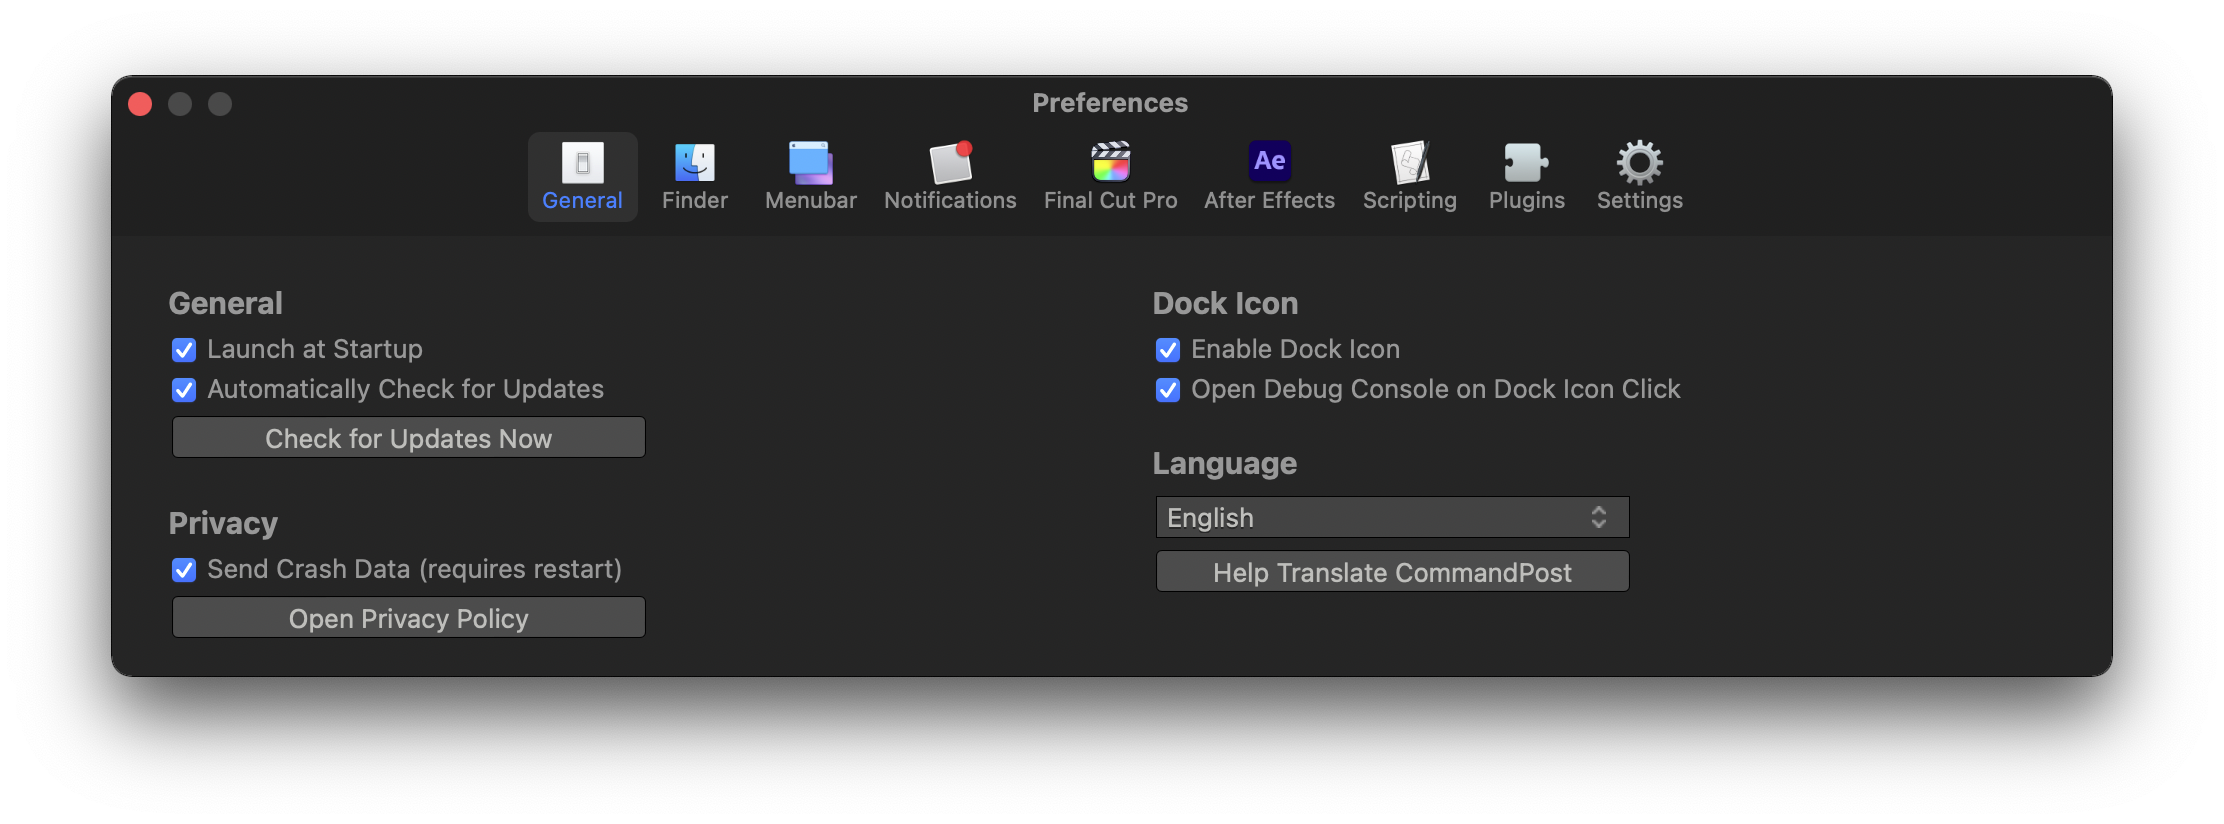 Preferences
General
Finder
Menubar
Notifications
Final Cut Pro
Ae
After Effects
Scripting
Plugins
Settings
General
Launch at Startup
Automatically Check for Updates
Check for Updates Now
Privacy
Send Crash Data (requires restart)
Open Privacy Policy
Dock Icon
Enable Dock Icon
Open Debug Console on Dock Icon Click
Language
English
Help Translate CommandPost